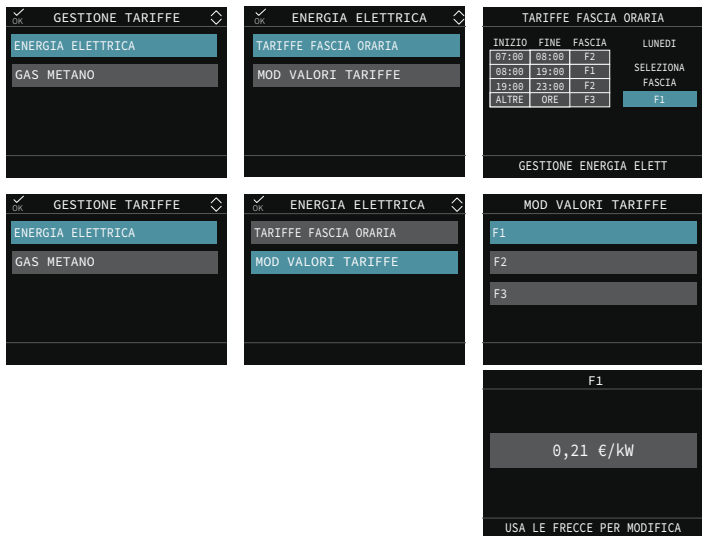 OK GESTIONE TARIFFE
ENERGIA ELETTRICA
GAS METANO
OK ENERGIA ELETTRICA
TARIFFE FASCIA ORARIA
MOD VALORI TARIFFE
TARIFFE FASCIA ORARIA
INIZIO FINE FASCIA LUNEDI
07:00 08:00 F2
08:00 19:00 F1 SELEZIONA
19:00 23:00 F2 FASCIA
ALTRE ORE F3 F1
GESTIONE ENERGIA ELETT
OK GESTIONE TARIFFE
ENERGIA ELETTRICA
GAS METANO
OK ENERGIA ELETTRICA
TARIFFE FASCIA ORARIA
MOD VALORI TARIFFE
MOD VALORI TARIFFE
F1
F2
F3
F1
0,21 €/kW
USA LE FRECCE PER MODIFICA